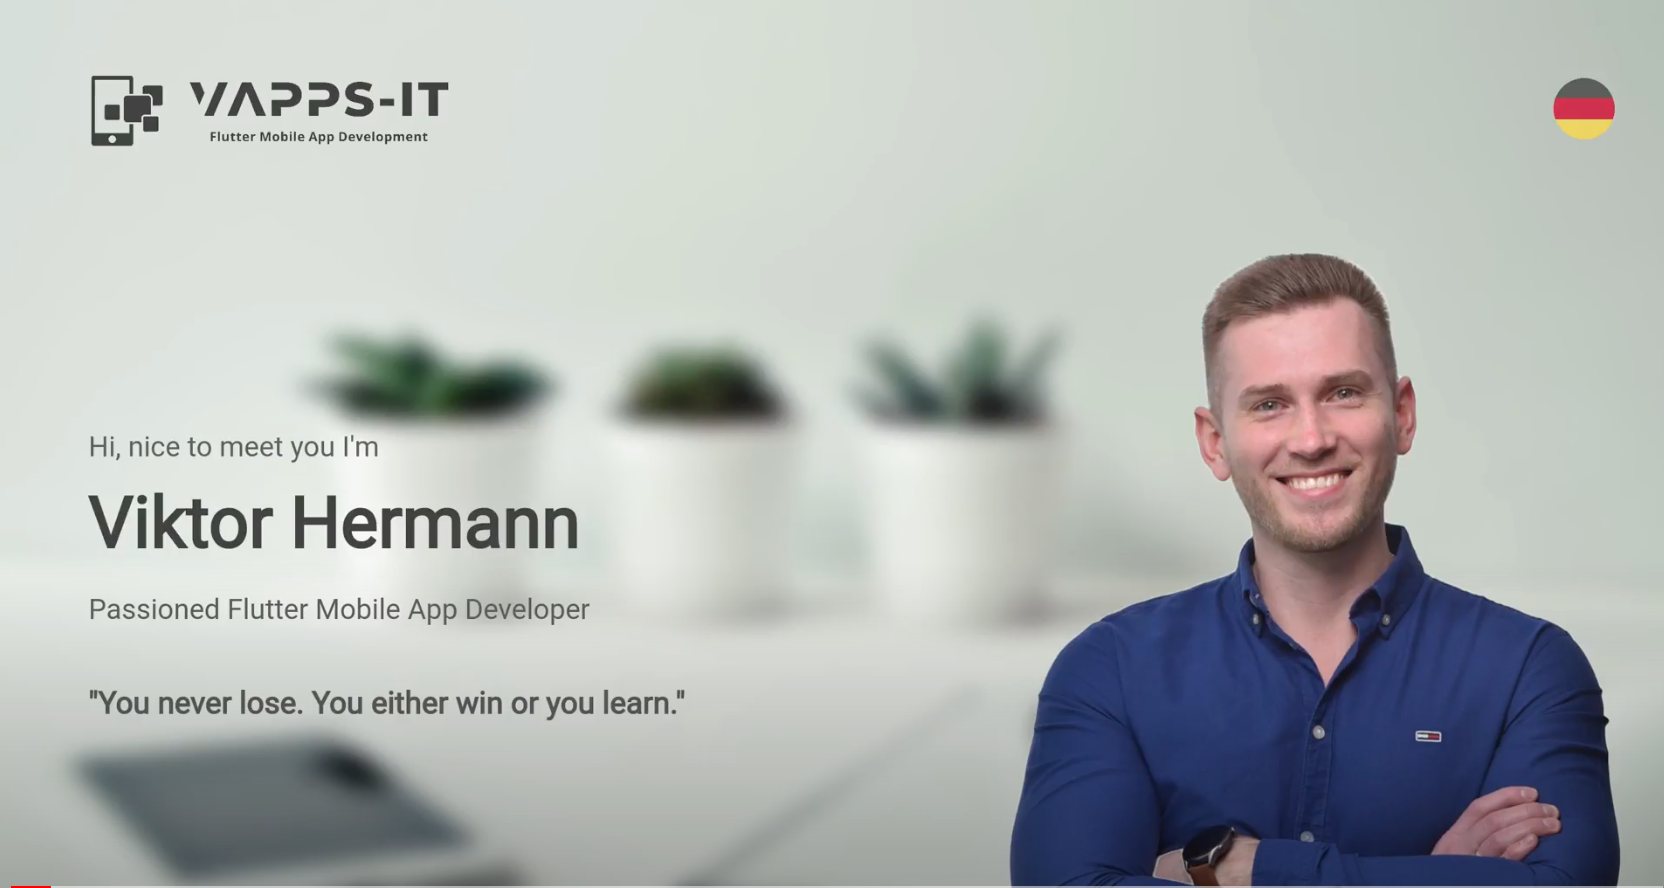 VAPPS-IT
Flutter Mobile App Development
Hi, nice to meet you I'm
Viktor Hermann
Passioned Flutter Mobile App Developer
"You never lose. You either win or you learn."